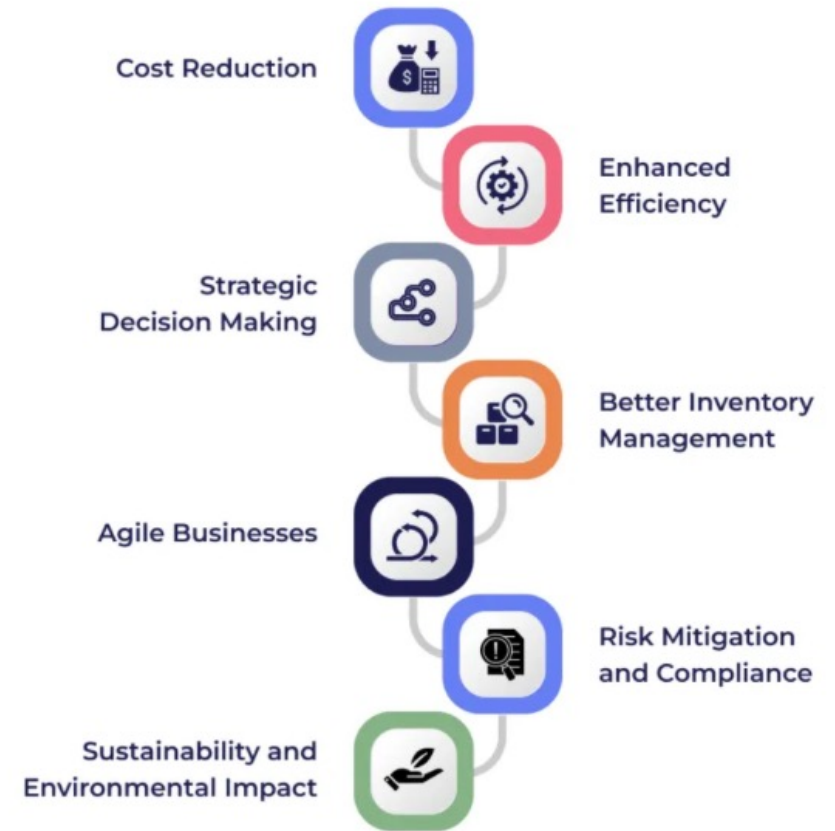 Cost Reduction
Enhanced
Efficiency
Strategic
Decision Making
Better Inventory
Management
Agile Businesses
Risk Mitigation
and Compliance
Sustainability and
Environmental Impact